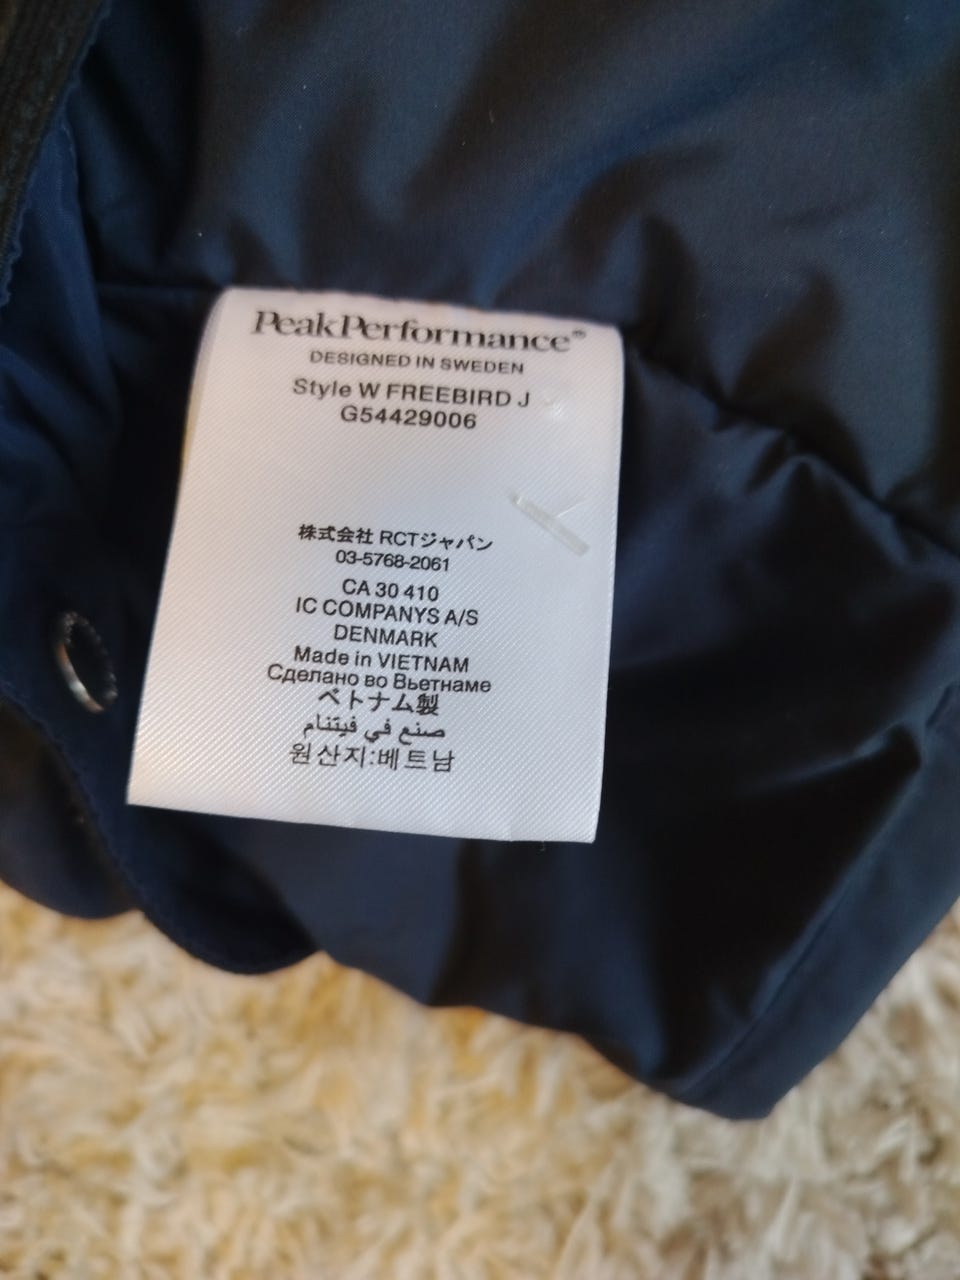 PeakPerformance®
DESIGNED IN SWEDEN
Style W FREEBIRD J
G54429006
株式会社 RCTジャパン
03-5768-2061
CA 30 410
IC COMPANYS A/S
DENMARK
Made in VIETNAM
Сделано во Вьетнаме
ベトナム製
صنع في فيتنام
원산지:베트남